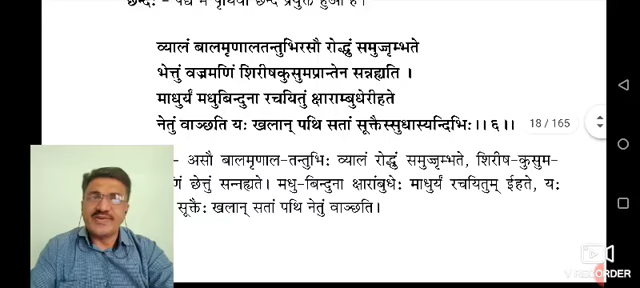 छन्दः - पद्य में पृथिवी छन्द प्रयुक्त हुआ है।
व्यालं बालमृणालतन्तुभिरसौ रोद्धुं समुज्जृम्भते
भेत्तुं वज्रमणिं शिरीषकुसुमप्रान्तेन सन्नह्यति ।
माधुर्यं मधुबिन्दुना रचयितुं क्षाराम्बुधेरीहते
नेतुं वाञ्छति यः खलान् पथि सतां सूक्तैस्सुधास्यन्दिभिः।। ६।।
18 / 165
- असौ बालमृणाल-तन्तुभिः व्यालं रोद्धुं समुज्जृम्भते, शिरीष-कुसुम-
णिं छेत्तुं सन्नह्यते। मधु-बिन्दुना क्षारांबुधेः माधुर्यं रचयितुम् ईहते, यः
सूक्तैः खलान् सतां पथि नेतुं वाञ्छति।
V RECORDER